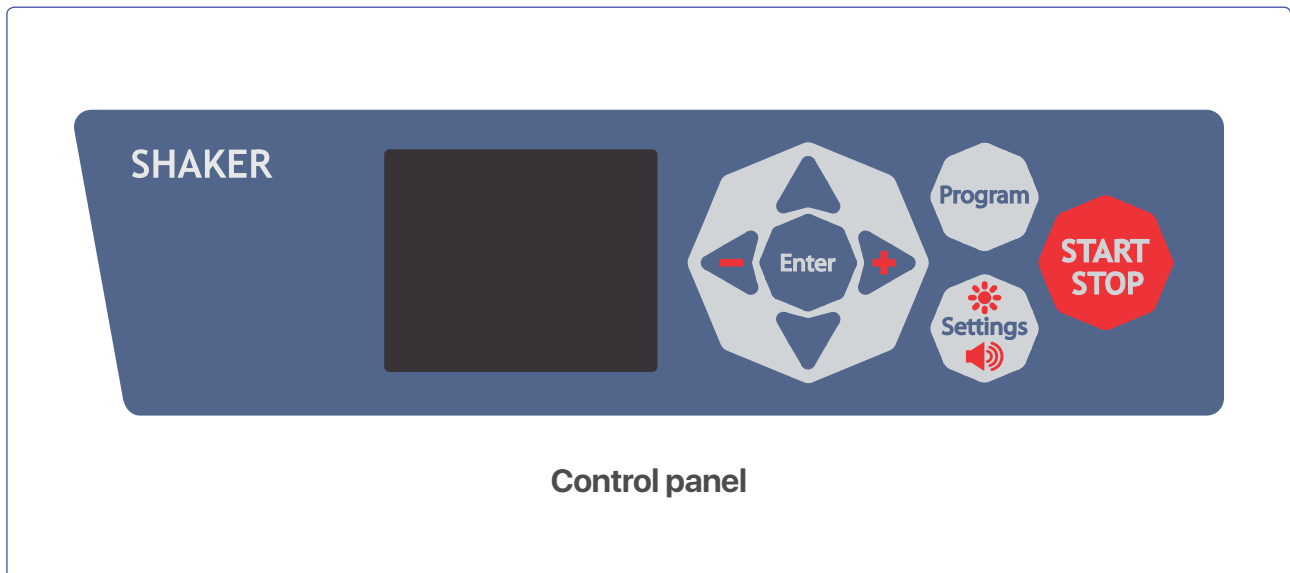 SHAKER
Enter
Program
Settings
START
STOP
Control panel